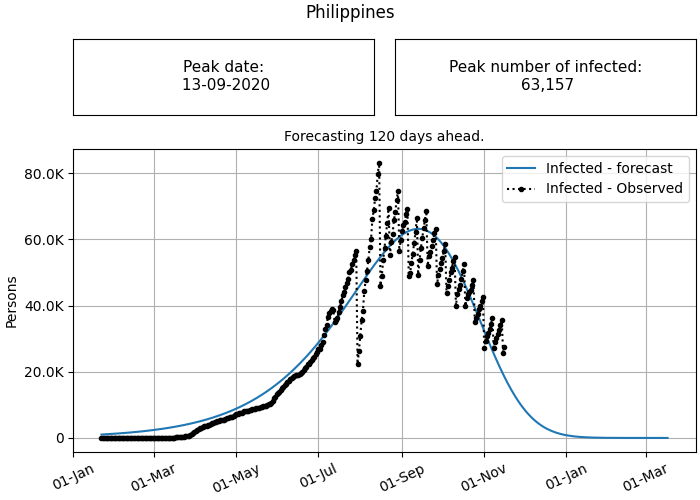 Philippines
Peak date:
13-09-2020
Peak number of infected:
63,157
Forecasting 120 days ahead.
Infected - forecast
Infected - Observed
Persons
80.0K
60.0K
40.0K
20.0K
0
01-Jan
01-Mar
01-May
01-Jul
01-Sep
01-Nov
01-Jan
01-Mar